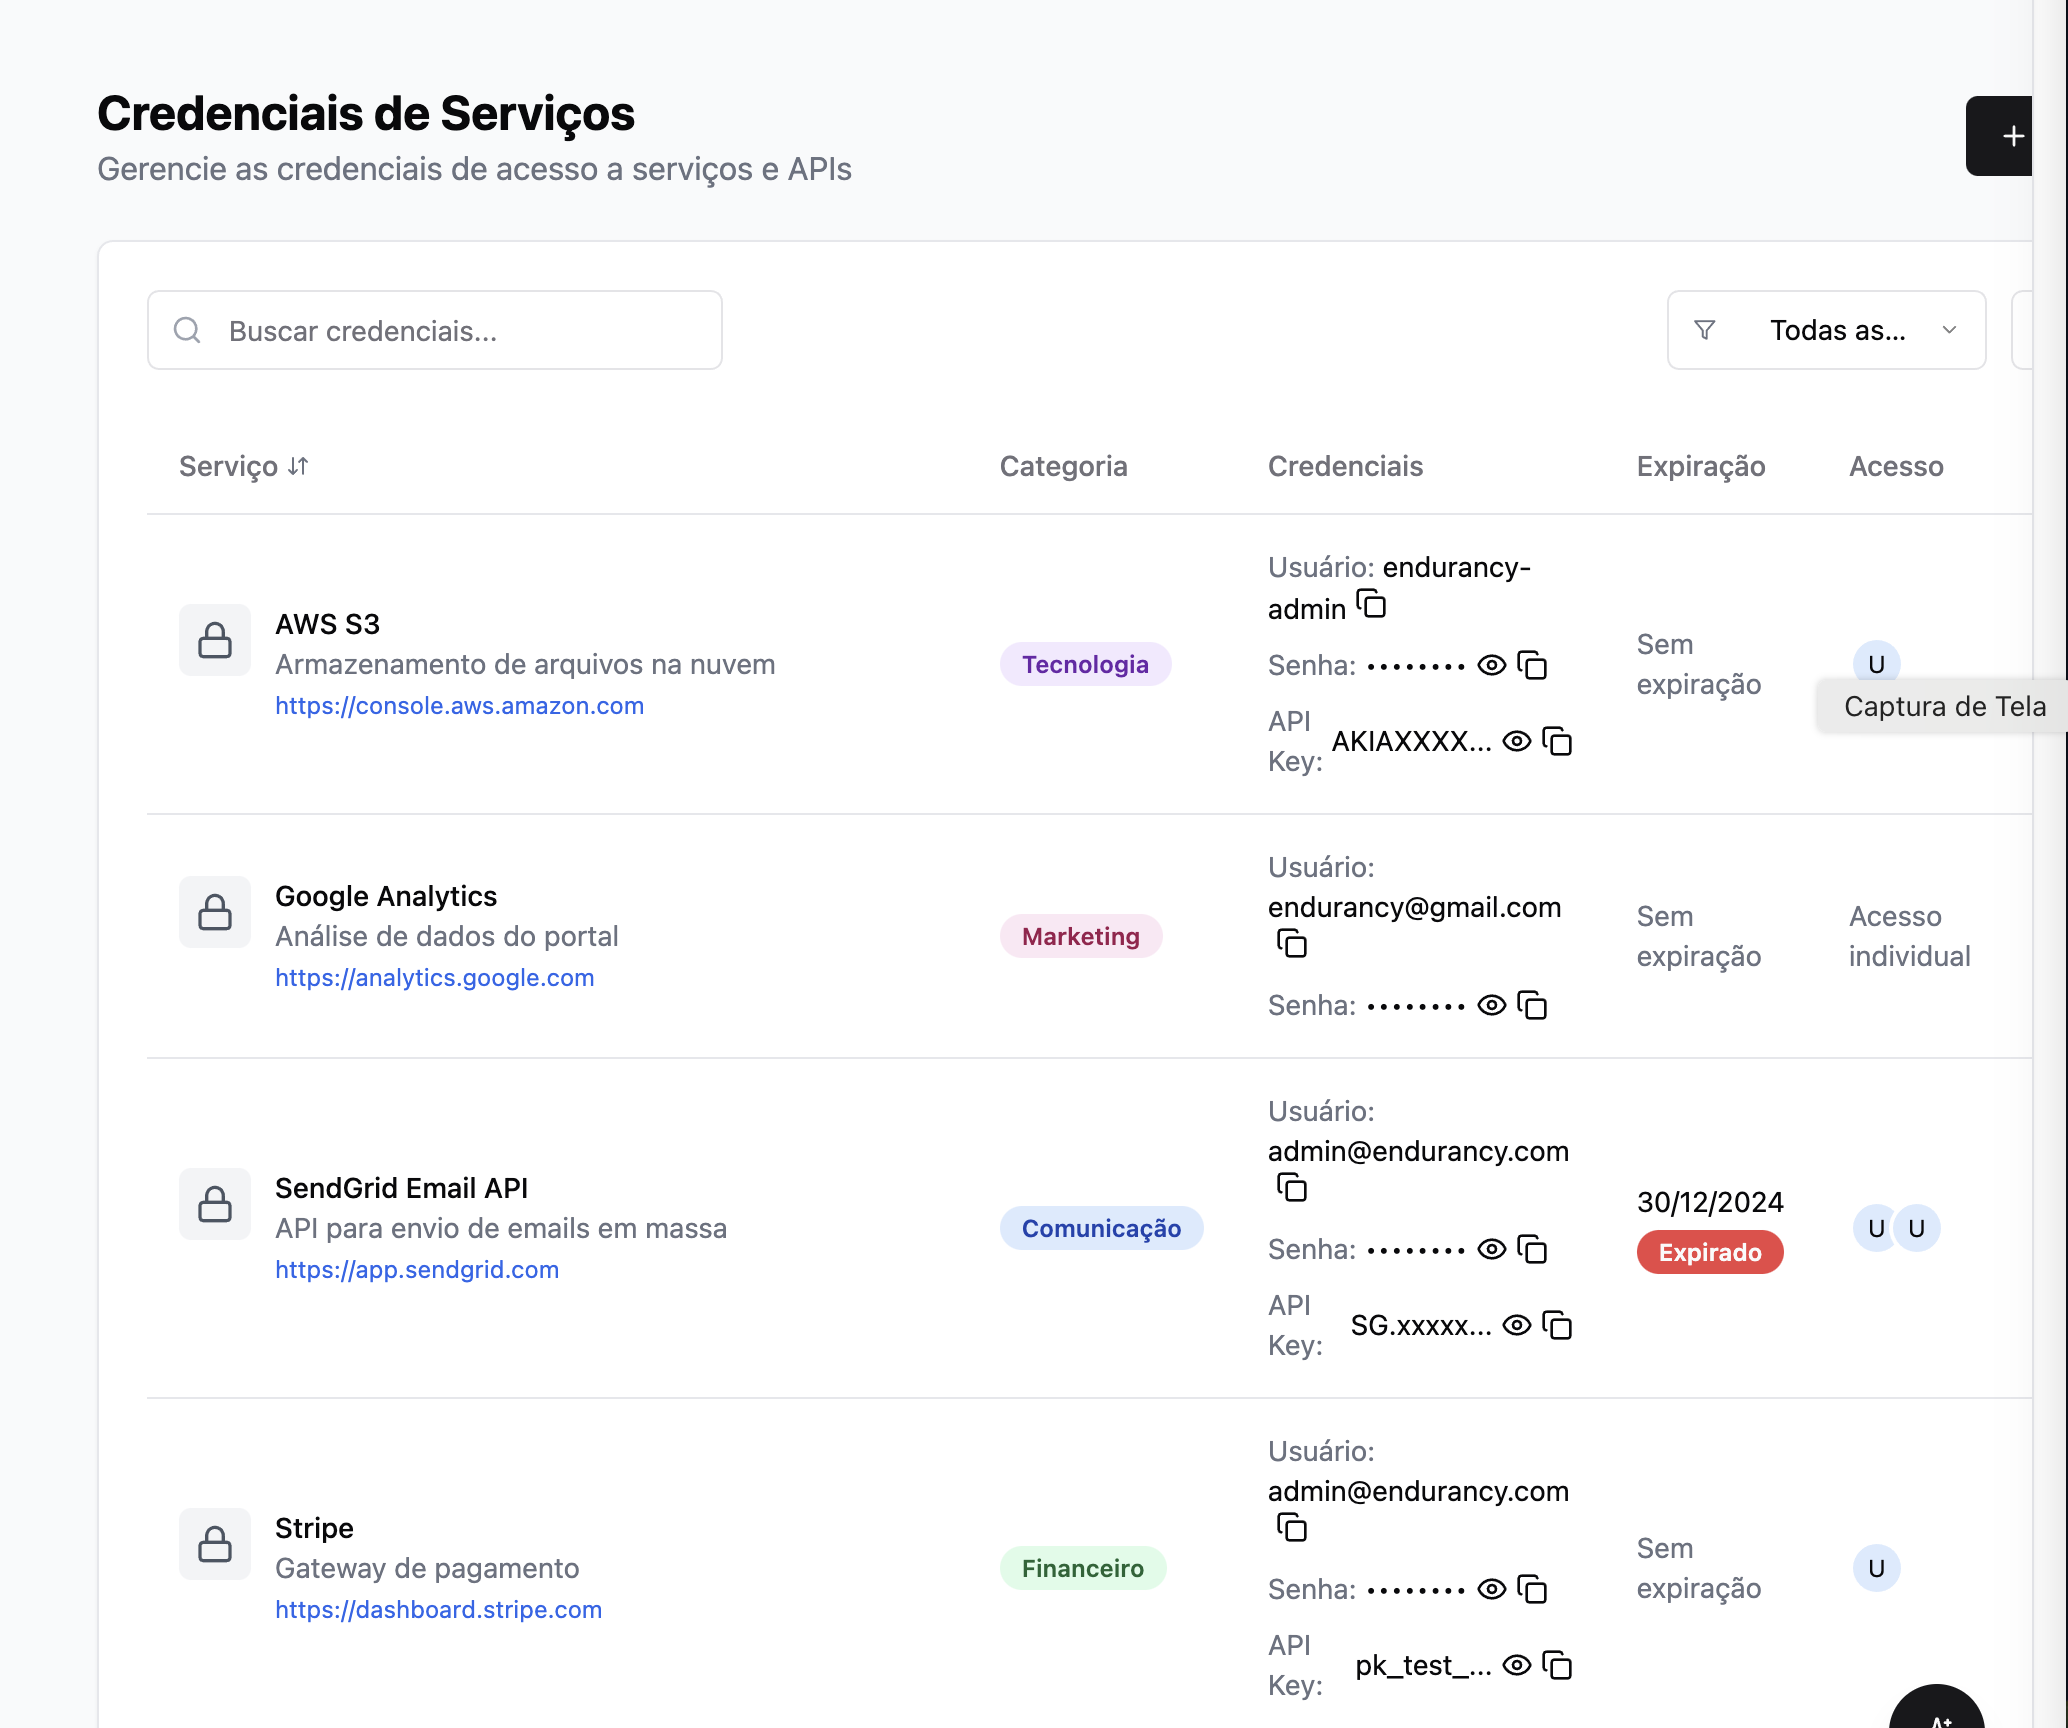 Credenciais de Serviços
Gerencie as credenciais de acesso a serviços e APIs
+
Buscar credenciais...
Todas as...
Serviço
Categoria
Credenciais
Expiração
Acesso
AWS S3
Armazenamento de arquivos na nuvem
https://console.aws.amazon.com
Tecnologia
Usuário: endurancy-
admin
Senha: ••••••••
API
Key:
AKIAXXXX...
Sem
expiração
U
Captura de Tela
Google Analytics
Análise de dados do portal
https://analytics.google.com
Marketing
Usuário:
endurancy@gmail.com
Senha: ••••••••
Sem
expiração
Acesso
individual
SendGrid Email API
API para envio de emails em massa
https://app.sendgrid.com
Comunicação
Usuário:
admin@endurancy.com
Senha: ••••••••
API
Key:
SG.xxxxx...
30/12/2024
Expirado
U U
Stripe
Gateway de pagamento
https://dashboard.stripe.com
Financeiro
Usuário:
admin@endurancy.com
Senha: ••••••••
API
Key:
pk_test_...
Sem
expiração
U